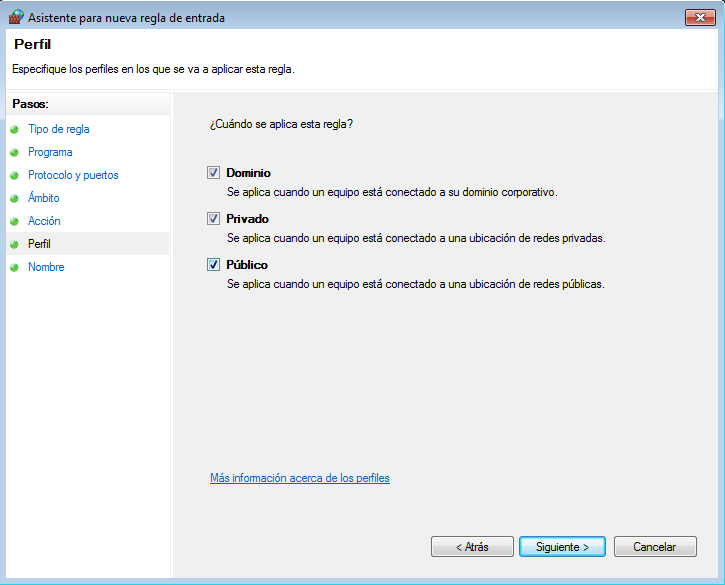 Asistente para nueva regla de entrada
Perfil
Especifique los perfiles en los que se va a aplicar esta regla.
Pasos:
Tipo de regla
Programa
Protocolo y puertos
Ámbito
Acción
Perfil
Nombre
¿Cuándo se aplica esta regla?
Dominio
Se aplica cuando un equipo está conectado a su dominio corporativo.
Privado
Se aplica cuando un equipo está conectado a una ubicación de redes privadas.
Público
Se aplica cuando un equipo está conectado a una ubicación de redes públicas.
Más información acerca de los perfiles
< Atrás
Siguiente >
Cancelar